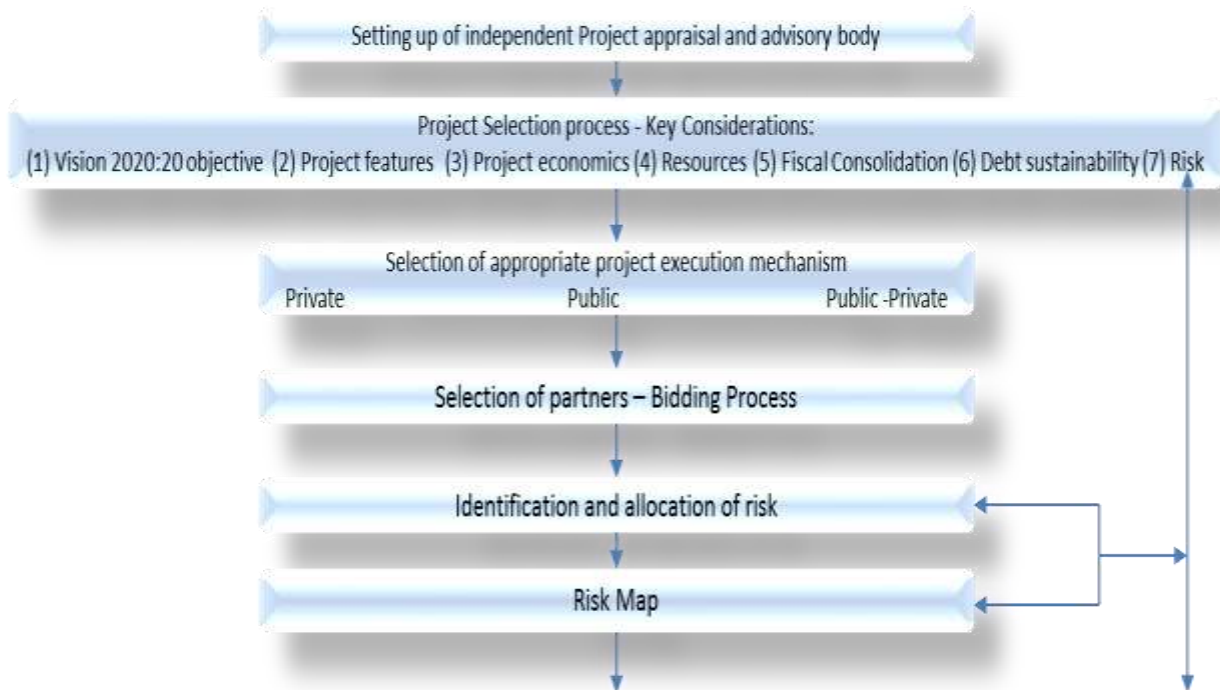 Setting up of independent Project appraisal and advisory body
Project Selection process - Key Considerations:
(1) Vision 2020:20 objective (2) Project features (3) Project economics (4) Resources (5) Fiscal Consolidation (6) Debt sustainability (7) Risk
Selection of appropriate project execution mechanism
Private Public Public -Private
Selection of partners – Bidding Process
Identification and allocation of risk
Risk Map